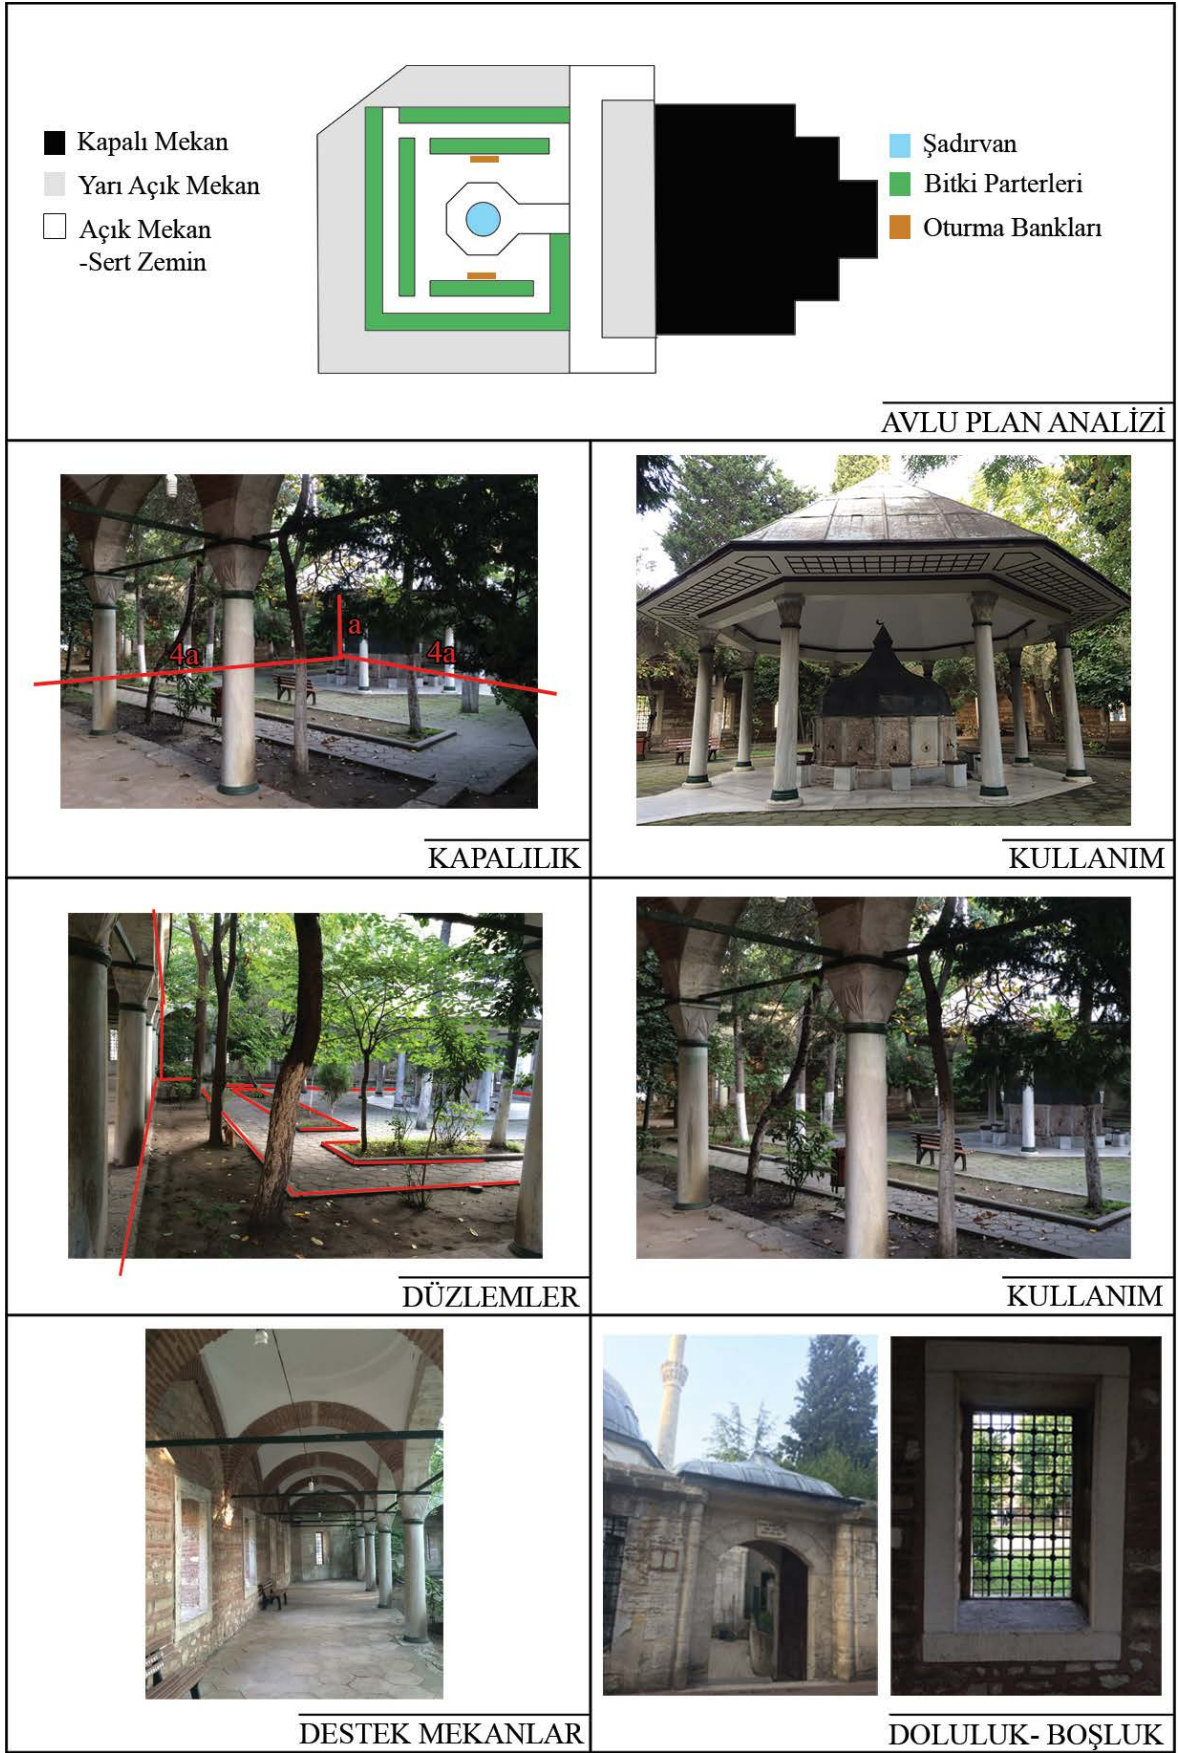 Kapalı Mekan
Yarı Açık Mekan
Açık Mekan
-Sert Zemin
Şadırvan
Bitki Parterleri
Oturma Bankları
AVLU PLAN ANALİZİ
a
4a
4a
KAPALILIK
KULLANIM
DÜZLEMLER
KULLANIM
DESTEK MEKANLAR
DOLULUK- BOŞLUK